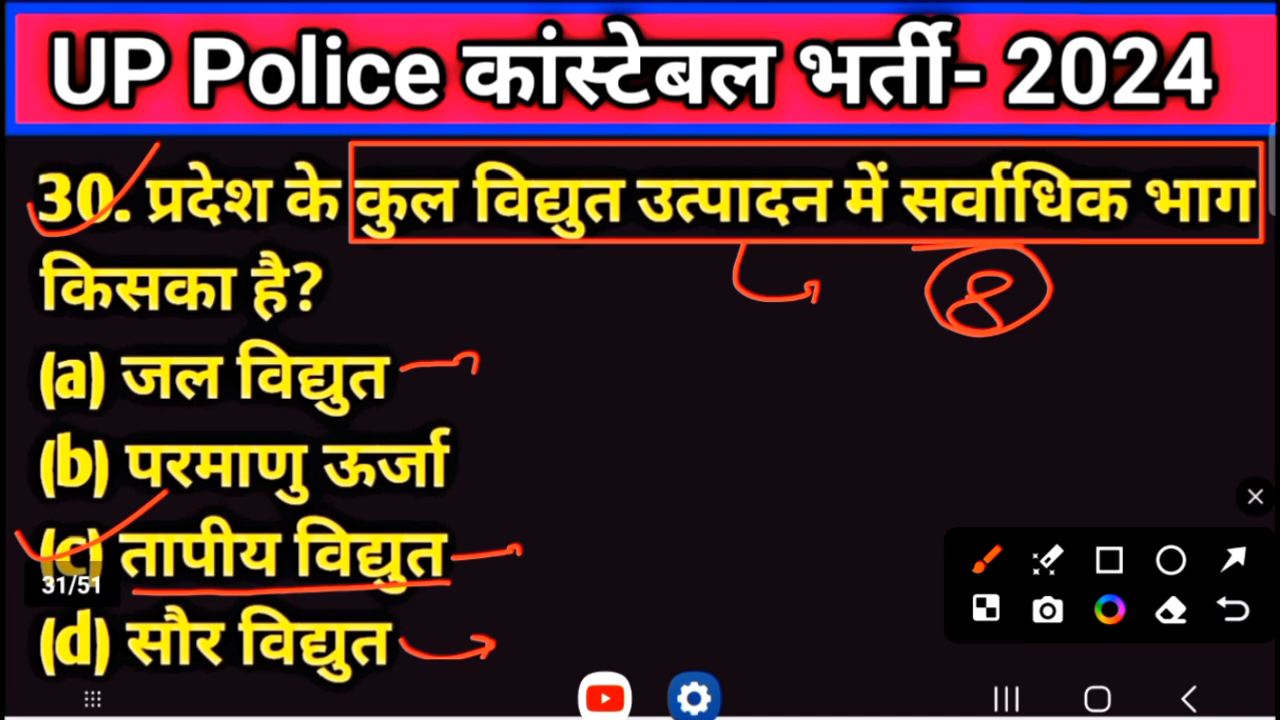 UP Police कांस्टेबल भर्ती- 2024
30. प्रदेश के कुल विद्युत उत्पादन में सर्वाधिक भाग
किसका है?
(a) जल विद्युत
(b) परमाणु ऊर्जा
(c) तापीय विद्युत
31/51
(d) सौर विद्युत